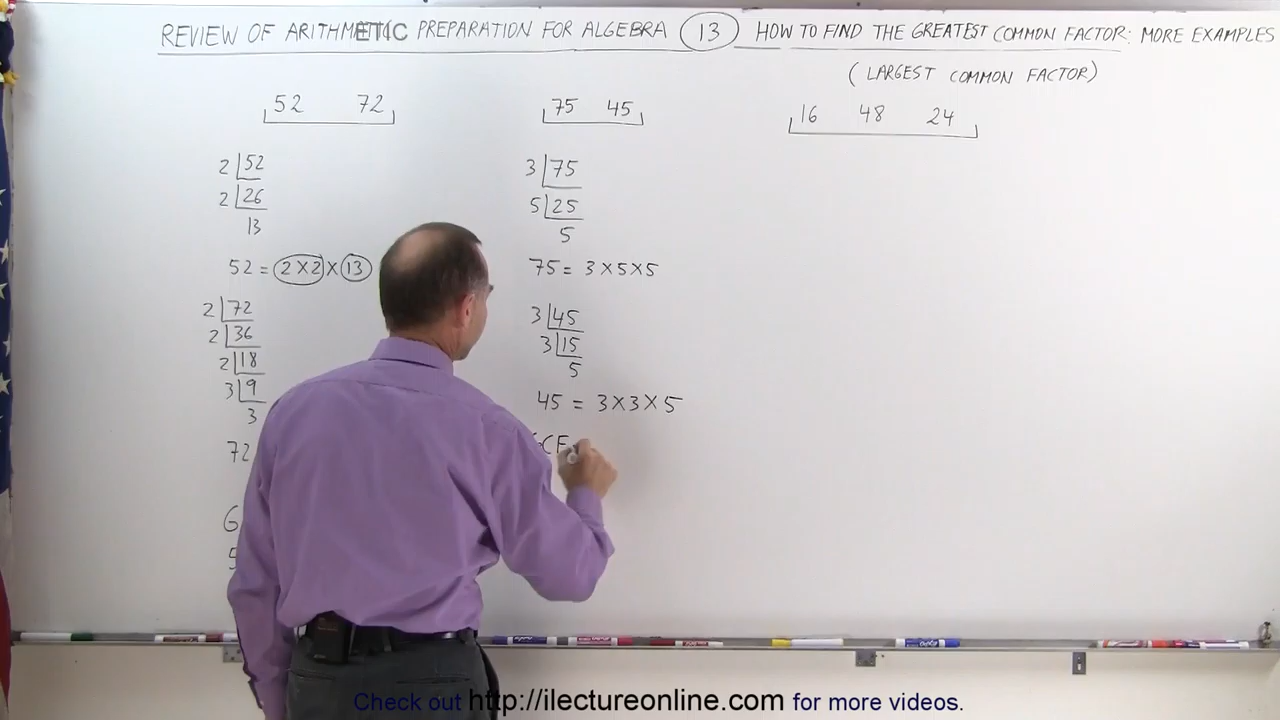 REVIEW OF ARITHMETIC PREPARATION FOR ALGEBRA 13 HOW TO FIND THE GREATEST COMMON FACTOR: MORE EXAMPLES
(LARGEST COMMON FACTOR)
52 72
2 52
2 26
13
52 = 2 X 2 X 13
2 72
2 36
2 18
3 9
3
72
75 45
3 75
5 25
5
75 = 3 X 5 X 5
3 45
3 15
5
45 = 3 X 3 X 5
GCF
16 48 24
Check out http://ilectureonline.com for more videos.